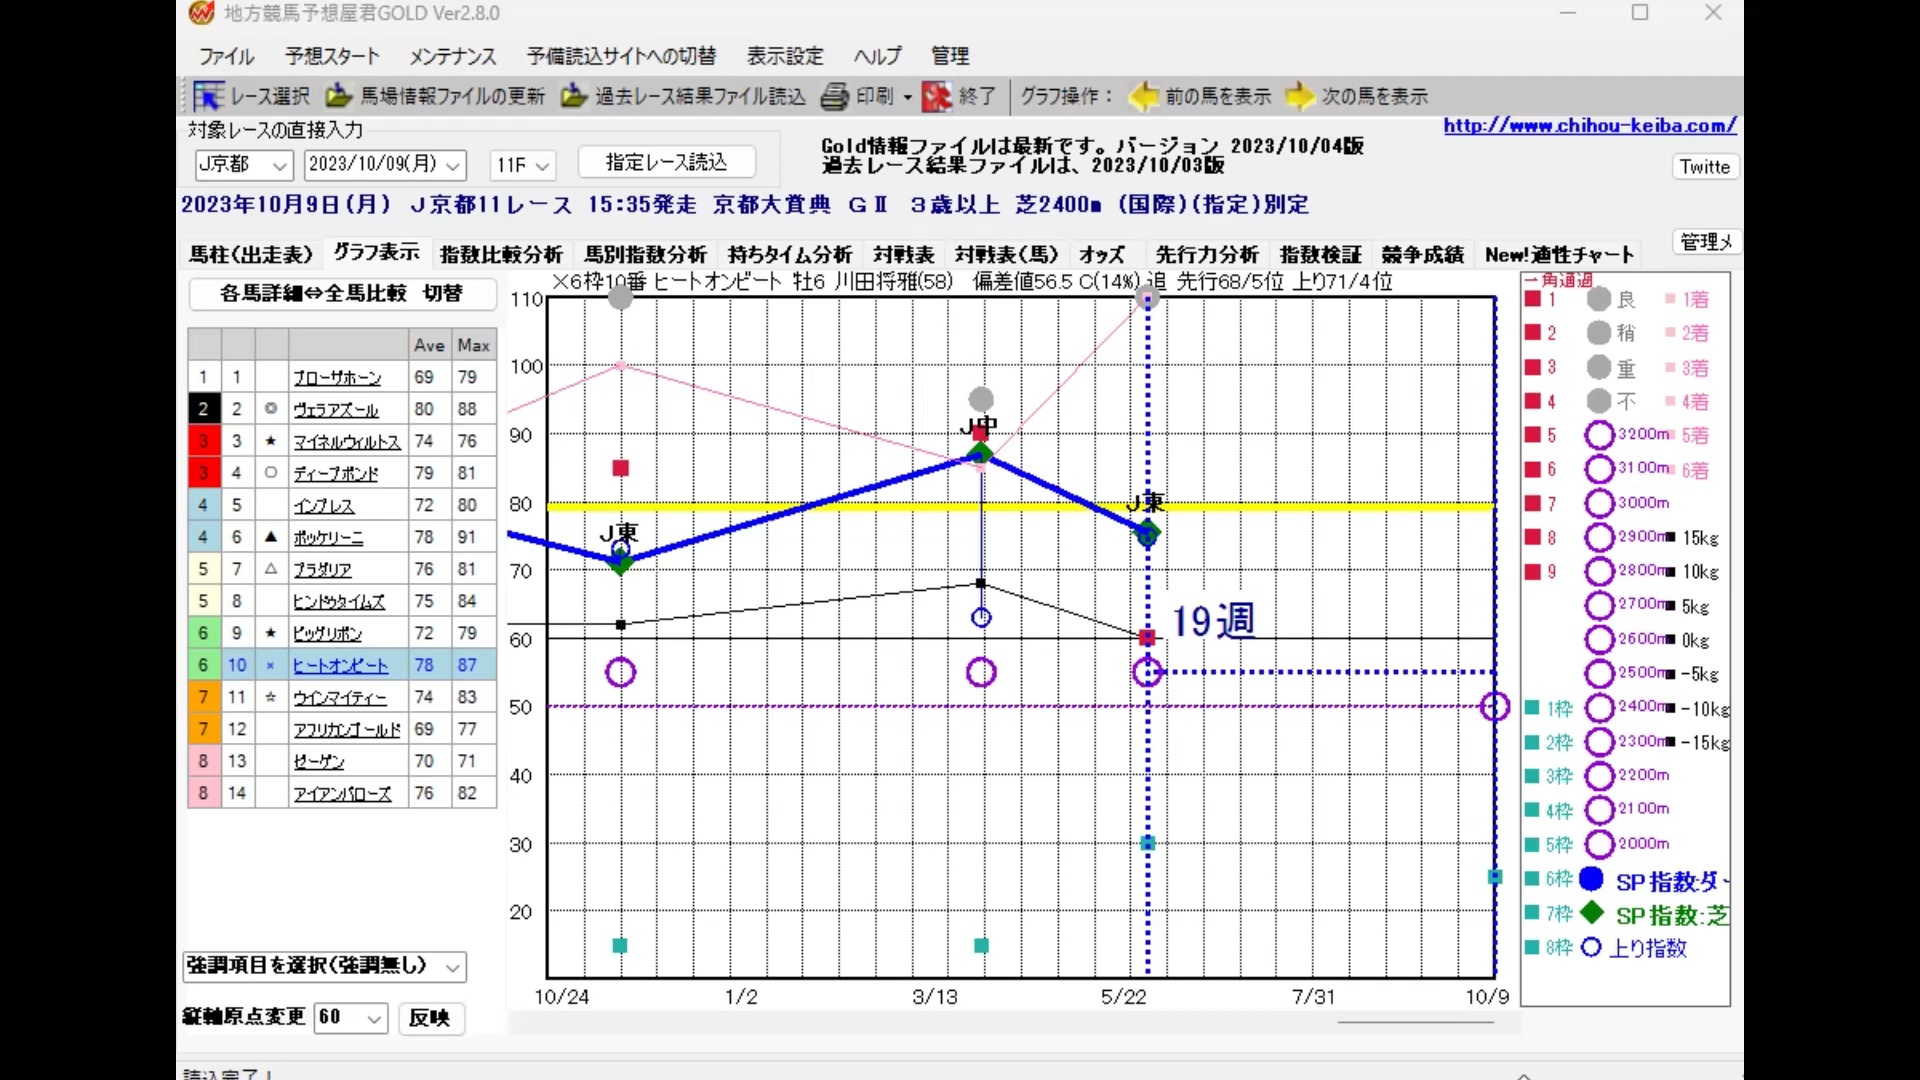 地方競馬予想屋君GOLD Ver2.8.0
ファイル 予想スタート メンテナンス 予備読込サイトへの切替 表示設定 ヘルプ 管理
レース選択 馬場情報ファイルの更新 過去レース結果ファイル読込 印刷 終了 グラフ操作： 前の馬を表示 次の馬を表示
対象レースの直接入力
http://www.chihou-keiba.com/
J京都 2023/10/09(月) 11F 指定レース読込
Gold情報ファイルは最新です。バージョン 2023/10/04版
過去レース結果ファイルは、2023/10/03版
Twitte
2023年10月9日(月) J京都11レース 15:35発走 京都大賞典 GⅡ 3歳以上 芝2400m (国際)(指定)別定
管理メ
馬柱(出走表) グラフ表示 指数比較分析 馬別指数分析 持ちタイム分析 対戦表 対戦表(馬) オッズ 先行力分析 指数検証 競争成績 New!適性チャート
各馬詳細⇔全馬比較 切替
×6枠10番 ヒートオンビート 牡6 川田将雅(58) 偏差値56.5 C(14%) 追 先行68/5位 上り71/4位
Ave Max
1 1 ブローザホーン 69 79
2 2 ◎ ヴェラアズール 80 88
3 3 ★ マイネルウィルトス 74 76
3 4 ○ ディープボンド 79 81
4 5 インプレス 72 80
4 6 ▲ ボッケリーニ 78 91
5 7 △ プラダリア 76 81
5 8 ヒンドゥタイムズ 75 84
6 9 ★ ビッグリボン 72 79
6 10 × ヒートオンビート 78 87
7 11 ☆ ウインマイティー 74 83
7 12 アフリカンゴールド 69 77
8 13 ゼーゲン 70 71
8 14 アイアンバローズ 76 82
強調項目を選択(強調無し)
縦軸原点変更 60 反映
110
100
90
80
70
60
50
40
30
20
J東
J中
J東
19週
10/24 1/2 3/13 5/22 7/31 10/9
一角通過
1 良 1着
2 稍 2着
3 重 3着
4 不 4着
5 3200m 5着
6 3100m 6着
7 3000m
8 2900m 15kg
9 2800m 10kg
2700m 5kg
2600m 0kg
2500m -5kg
1枠 2400m -10kg
2枠 2300m -15kg
3枠 2200m
4枠 2100m
5枠 2000m
6枠 SP指数:ダ
7枠 SP指数:芝
8枠 上り指数
読込完了！